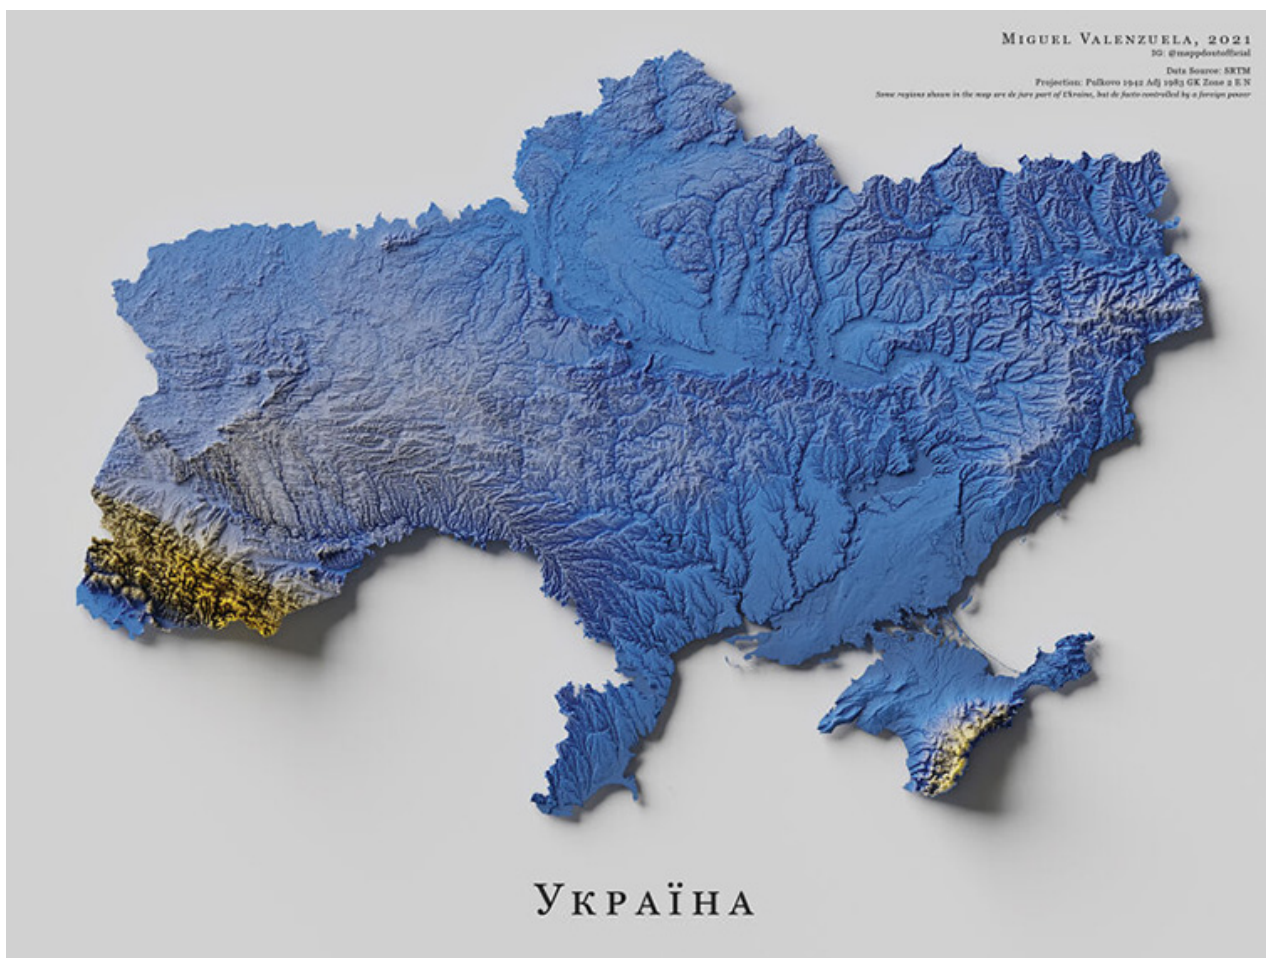 Miguel Valenzuela, 2021
IG: @mappdoutofficial
Data Source: SRTM
Projection: Pulkovo 1942 Adj 1983 GK Zone 2 E N
Some regions shown in the map are de jure part of Ukraine, but de facto controlled by a foreign power
Україна